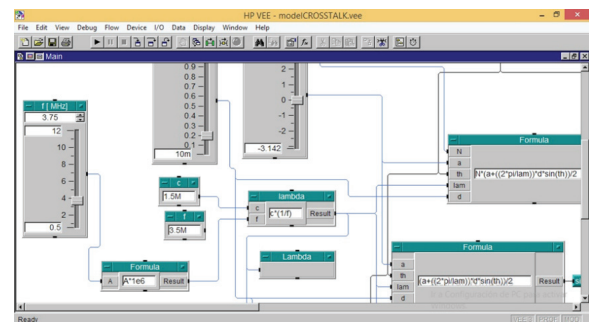 HP VEE - modelCROSSTALK.vee
File Edit View Debug Flow Device I/O Data Display Window Help
Main
f [ MHz]
3.75
12
10
8
6
4
2
0.5
0.9
0.8
0.7
0.6
0.5
0.4
0.3
0.2
0.1
10m
2
1
0
-1
-2
-3.142
c
1.5M
f
3.5M
Formula
A
A*1e6
Result
lambda
c
f
c*(1/f)
Result
Lambda
Formula
N
a
th
lam
d
N*(a+((2*pi/lam))*d*sin(th))/2
Formula
a
th
lam
d
(a+((2*pi/lam))*d*sin(th))/2
Result
Ready
VEE 3
PROF
MOD